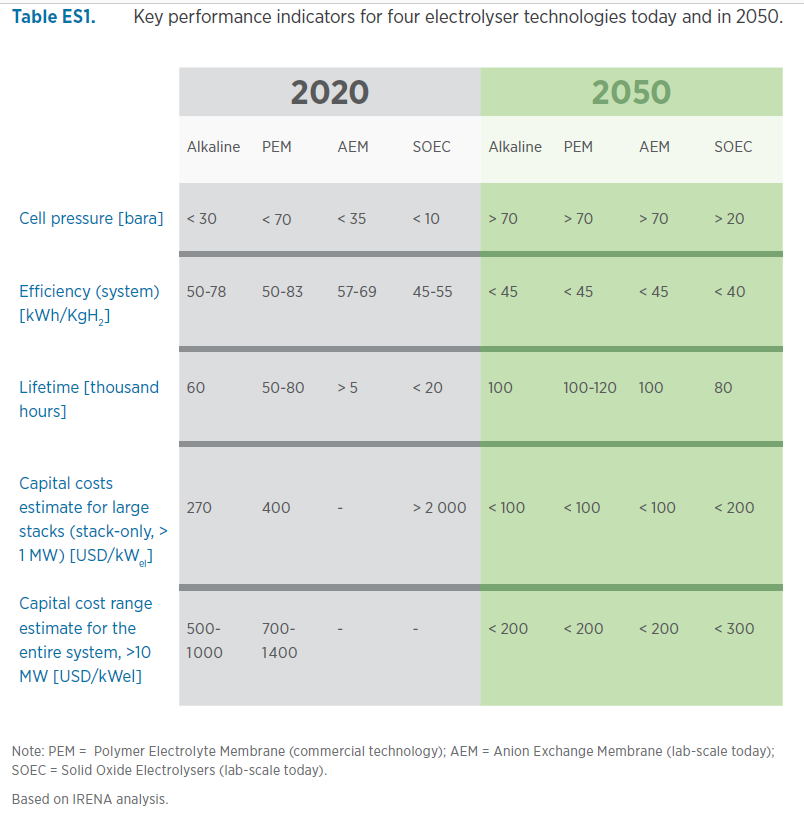 Table ES1. Key performance indicators for four electrolyser technologies today and in 2050.
2020 2050
Alkaline PEM AEM SOEC Alkaline PEM AEM SOEC
Cell pressure [bara] < 30 < 70 < 35 < 10 > 70 > 70 > 70 > 20
Efficiency (system)
[kWh/KgH2]
50-78 50-83 57-69 45-55 < 45 < 45 < 45 < 40
Lifetime [thousand
hours]
60 50-80 > 5 < 20 100 100-120 100 80
Capital costs
estimate for large
stacks (stack-only, >
1 MW) [USD/kWel]
270 400 - > 2 000 < 100 < 100 < 100 < 200
Capital cost range
estimate for the
entire system, >10
MW [USD/kWel]
500-
1000
700-
1400
- - < 200 < 200 < 200 < 300
Note: PEM = Polymer Electrolyte Membrane (commercial technology); AEM = Anion Exchange Membrane (lab-scale today);
SOEC = Solid Oxide Electrolysers (lab-scale today).
Based on IRENA analysis.